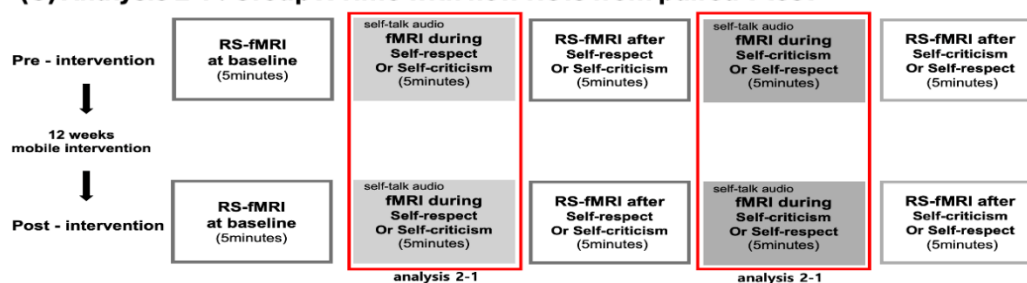 Pre - intervention
RS-fMRI
at baseline
(5minutes)
self-talk audio
fMRI during
Self-respect
Or Self-criticism
(5minutes)
RS-fMRI after
Self-respect
Or Self-criticism
(5minutes)
self-talk audio
fMRI during
Self-criticism
Or Self-respect
(5minutes)
RS-fMRI after
Self-criticism
Or Self-respect
(5minutes)
12 weeks
mobile intervention
Post - intervention
RS-fMRI
at baseline
(5minutes)
self-talk audio
fMRI during
Self-respect
Or Self-criticism
(5minutes)
RS-fMRI after
Self-respect
Or Self-criticism
(5minutes)
self-talk audio
fMRI during
Self-criticism
Or Self-respect
(5minutes)
RS-fMRI after
Self-criticism
Or Self-respect
(5minutes)
analysis 2-1
analysis 2-1